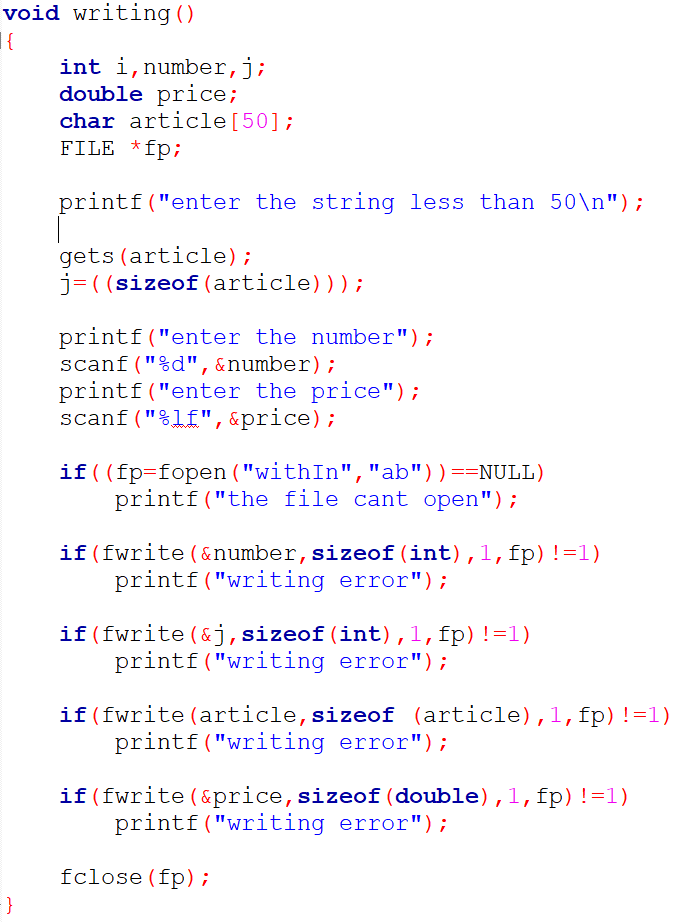 void writing()
{
int i,number,j;
double price;
char article[50];
FILE *fp;
printf("enter the string less than 50\n");
gets(article);
j=((sizeof(article)));
printf("enter the number");
scanf("%d",&number);
printf("enter the price");
scanf("%lf",&price);
if((fp=fopen("withIn","ab"))==NULL)
printf("the file cant open");
if(fwrite(&number,sizeof(int),1,fp)!=1)
printf("writing error");
if(fwrite(&j,sizeof(int),1,fp)!=1)
printf("writing error");
if(fwrite(article,sizeof (article),1,fp)!=1)
printf("writing error");
if(fwrite(&price,sizeof(double),1,fp)!=1)
printf("writing error");
fclose(fp);
}